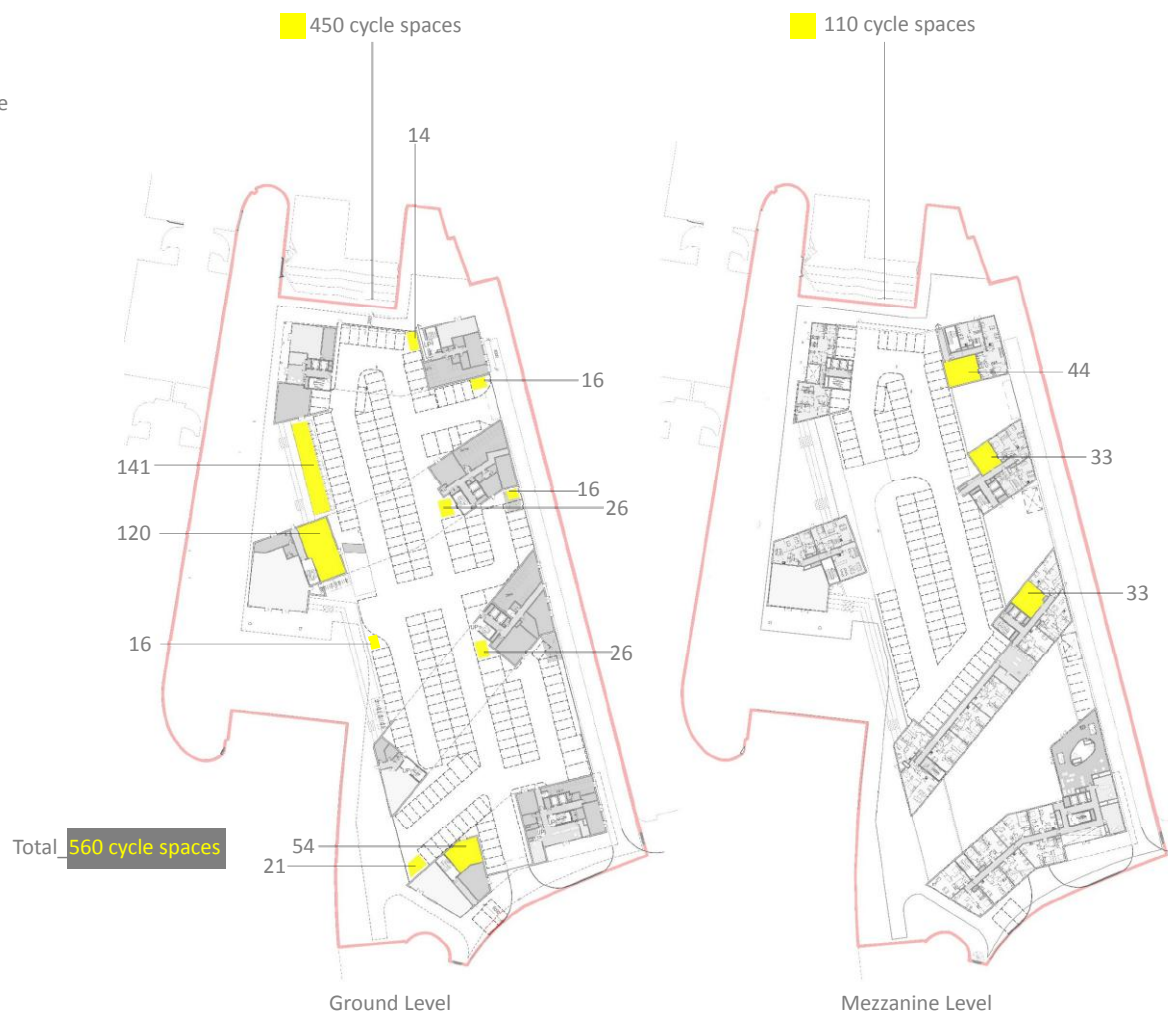 450 cycle spaces
110 cycle spaces
e
14
16
44
141
33
16
26
120
33
16
26
Total_560 cycle spaces
54
21
Ground Level
Mezzanine Level